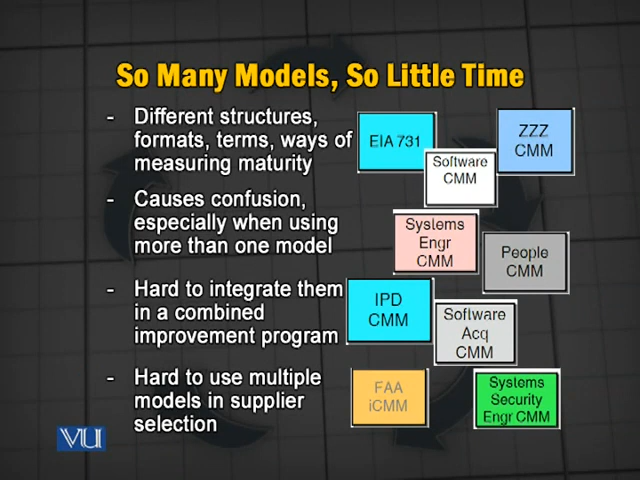 So Many Models, So Little Time
- Different structures,
formats, terms, ways of
measuring maturity
- Causes confusion,
especially when using
more than one model
- Hard to integrate them
in a combined
improvement program
- Hard to use multiple
models in supplier
selection
EIA 731
ZZZ
CMM
Software
CMM
Systems
Engr
CMM
People
CMM
IPD
CMM
Software
Acq
CMM
FAA
iCMM
Systems
Security
Engr CMM
VU